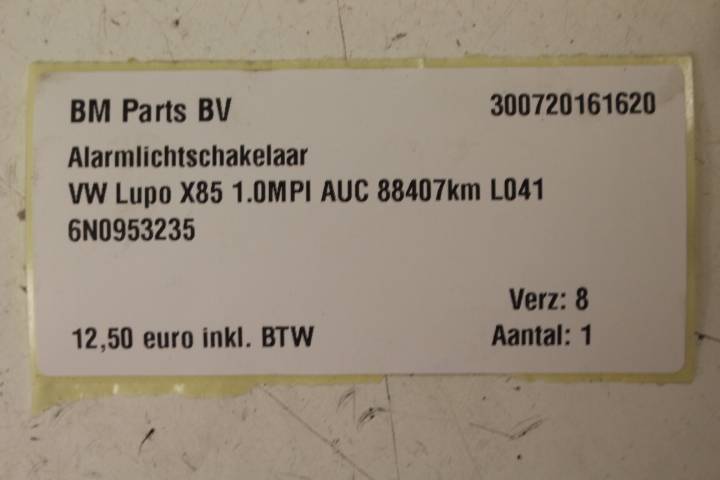 BM Parts BV 300720161620
Alarmlichtschakelaar
VW Lupo X85 1.0MPI AUC 88407km L041
6N0953235
Verz: 8
12,50 euro inkl. BTW Aantal: 1